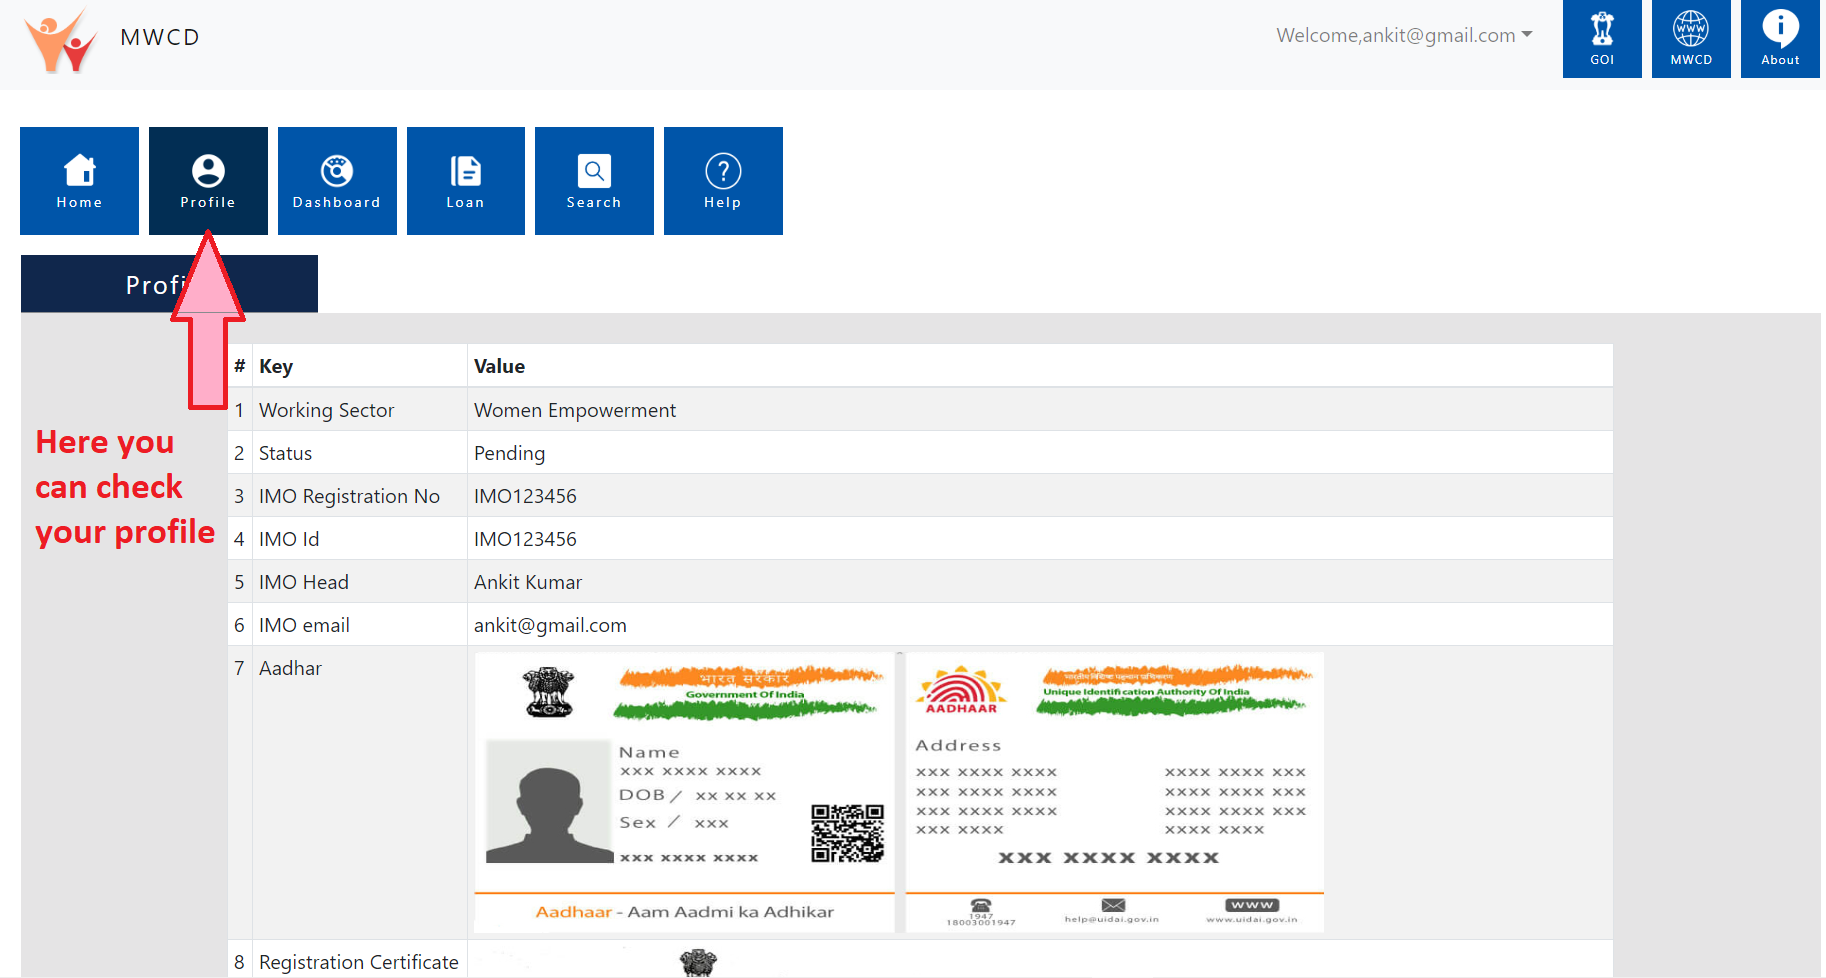 MWCD
Welcome,ankit@gmail.com
GOI
MWCD
About
Home
Profile
Dashboard
Loan
Search
Help
Profi
Here you
can check
your profile
# Key Value
1 Working Sector Women Empowerment
2 Status Pending
3 IMO Registration No IMO123456
4 IMO Id IMO123456
5 IMO Head Ankit Kumar
6 IMO email ankit@gmail.com
7 Aadhar
भारत सरकार
Government Of India
Name
xxx xxxx xxxx
DOB / xx xx xx
Sex / xxx
xxx xxxx xxxx
Aadhaar - Aam Aadmi ka Adhikar
AADHAAR
Unique Identification Authority Of India
Address
xxx xxxx xxxx xxxx xxxx xxx
xxx xxxx xxxx xxxx xxxx xxx
xxx xxxx xxxx xxxx xxxx xxx
xxx xxxx xxxx xxxx
xxx xxxx xxxx
1947
18003001947
help@uidai.gov.in
WWW
www.uidai.gov.in
8 Registration Certificate